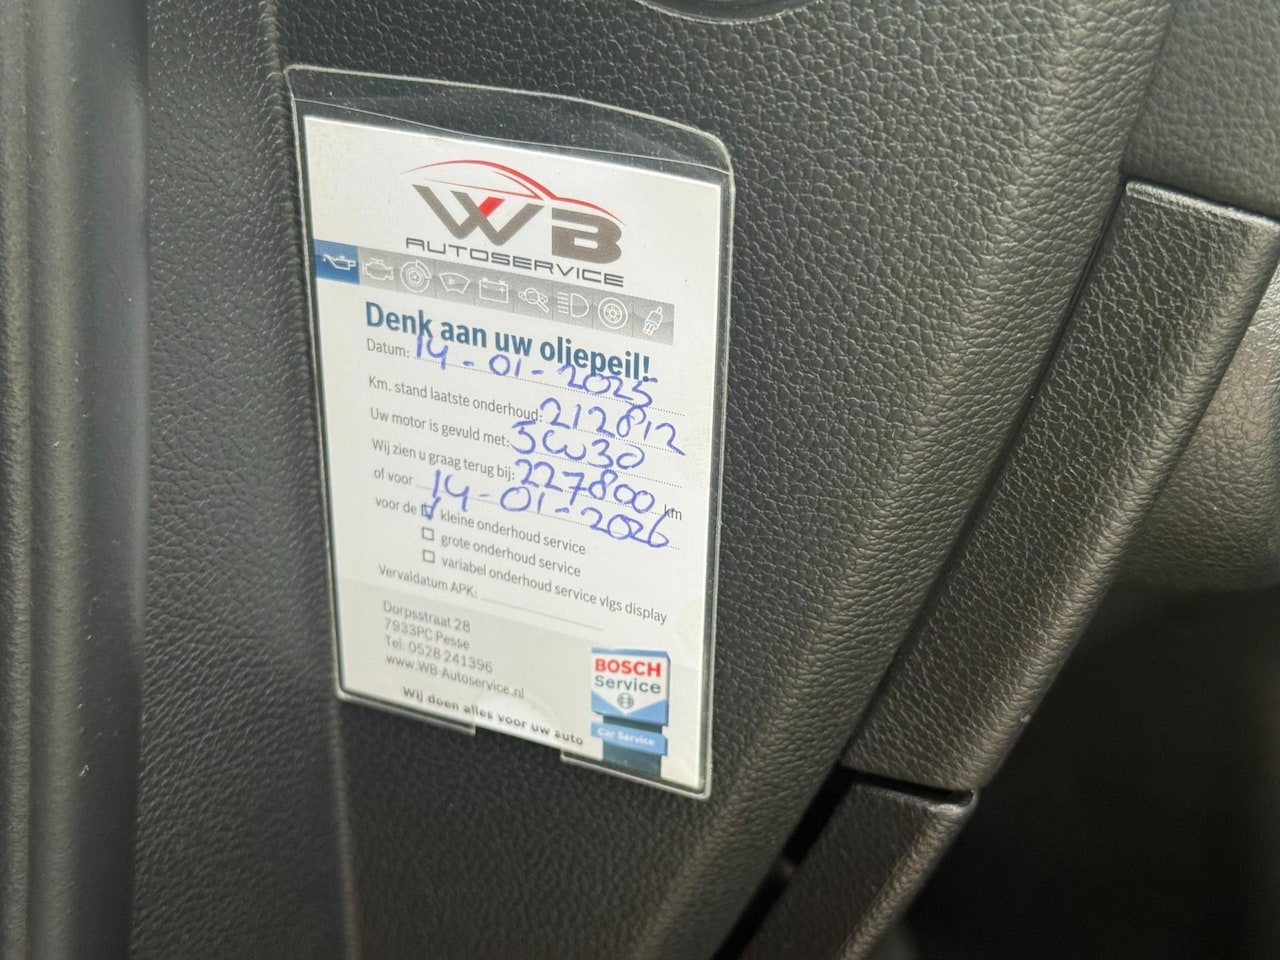 WB
AUTOSERVICE
Denk aan uw oliepeil!
Datum: 14-01-2025
Km. stand laatste onderhoud: 212812
Uw motor is gevuld met: 5W30
Wij zien u graag terug bij: 227800 km
of voor 14-01-2026
voor de kleine onderhoud service
grote onderhoud service
variabel onderhoud service vlgs display
Vervaldatum APK:
Dorpsstraat 28
7933PC Pesse
Tel: 0528 241396
www.WB-Autoservice.nl
Wij doen alles voor uw auto
BOSCH
Service
Car Service